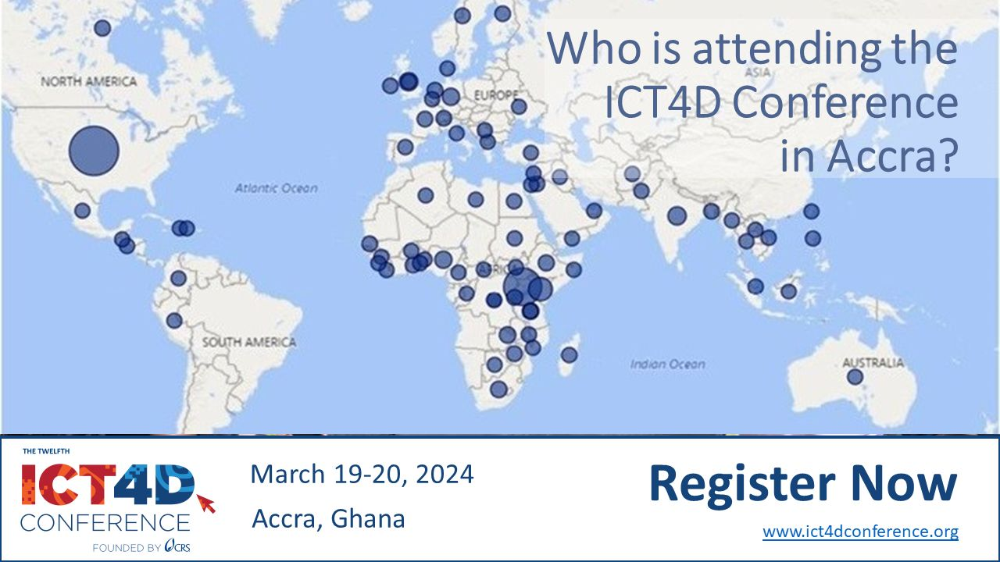 Who is attending the
ICT4D Conference
in Accra?
NORTH AMERICA
EUROPE
ASIA
Atlantic Ocean
AFRICA
SOUTH AMERICA
Indian Ocean
AUSTRALIA
THE TWELFTH
ICT4D
CONFERENCE
FOUNDED BY CRS
March 19-20, 2024
Accra, Ghana
Register Now
www.ict4dconference.org